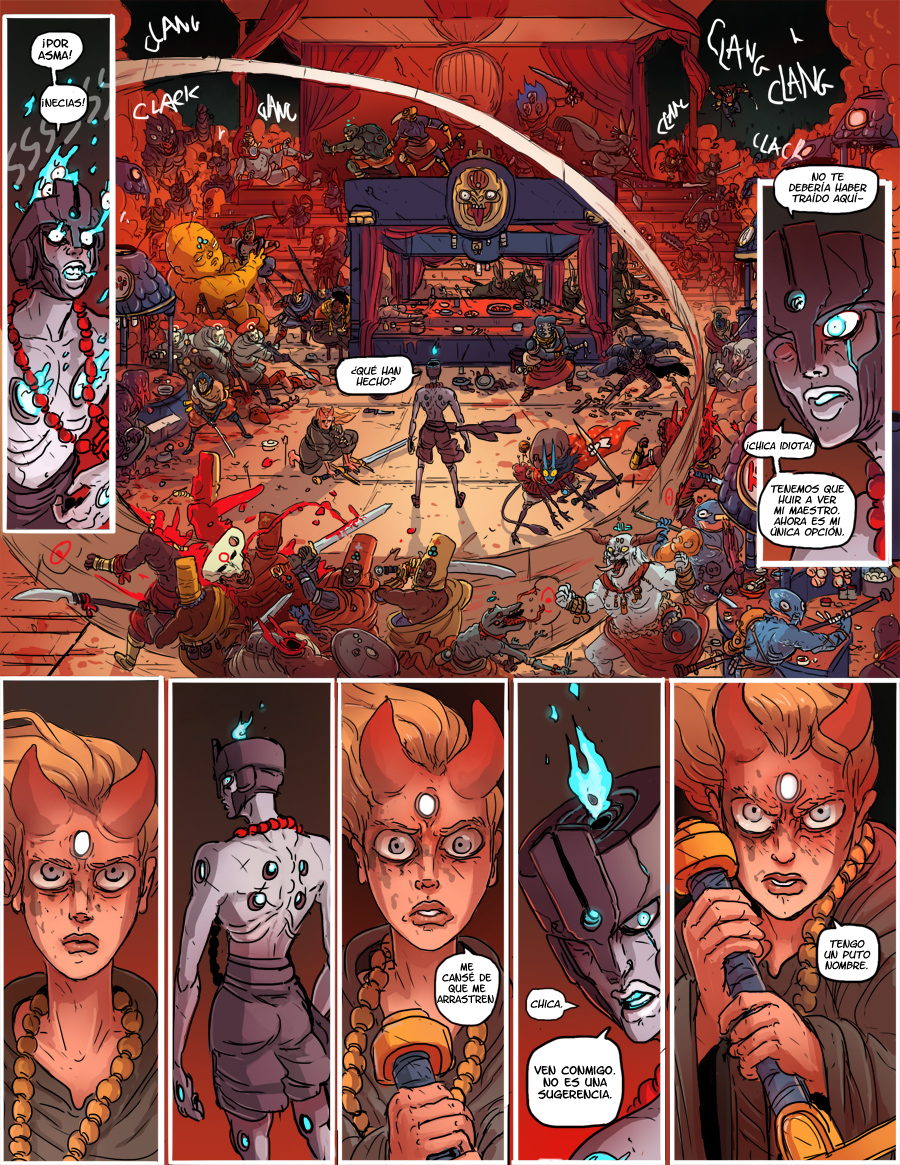 ¡POR
ASMA!
¡NECIAS!
SSSSSS
CLANG
CLARK
CLANG
CLANG
CLANG
CLANG
CLACK
¿QUÉ HAN
HECHO?
NO TE
DEBERÍA HABER
TRAÍDO AQUÍ-
¡CHICA IDIOTA!
TENEMOS QUE
HUIR A VER
MI MAESTRO.
AHORA ES MI
ÚNICA OPCIÓN.
ME
CANSÉ DE
QUE ME
ARRASTREN
CHICA.
VEN CONMIGO.
NO ES UNA
SUGERENCIA.
TENGO
UN PUTO
NOMBRE.